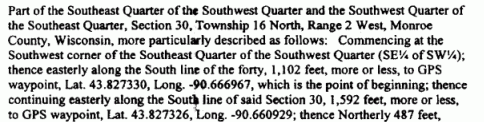 Part of the Southeast Quarter of the Southwest Quarter and the Southwest Quarter of
the Southeast Quarter, Section 30, Township 16 North, Range 2 West, Monroe
County, Wisconsin, more particularly described as follows: Commencing at the
Southwest corner of the Southeast Quarter of the Southwest Quarter (SE¼ of SW¼);
thence easterly along the South line of the forty, 1,102 feet, more or less, to GPS
waypoint, Lat. 43.827330, Long. -90.666967, which is the point of beginning; thence
continuing easterly along the South line of said Section 30, 1,592 feet, more or less,
to GPS waypoint, Lat. 43.827326, Long. -90.660929; thence Northerly 487 feet,